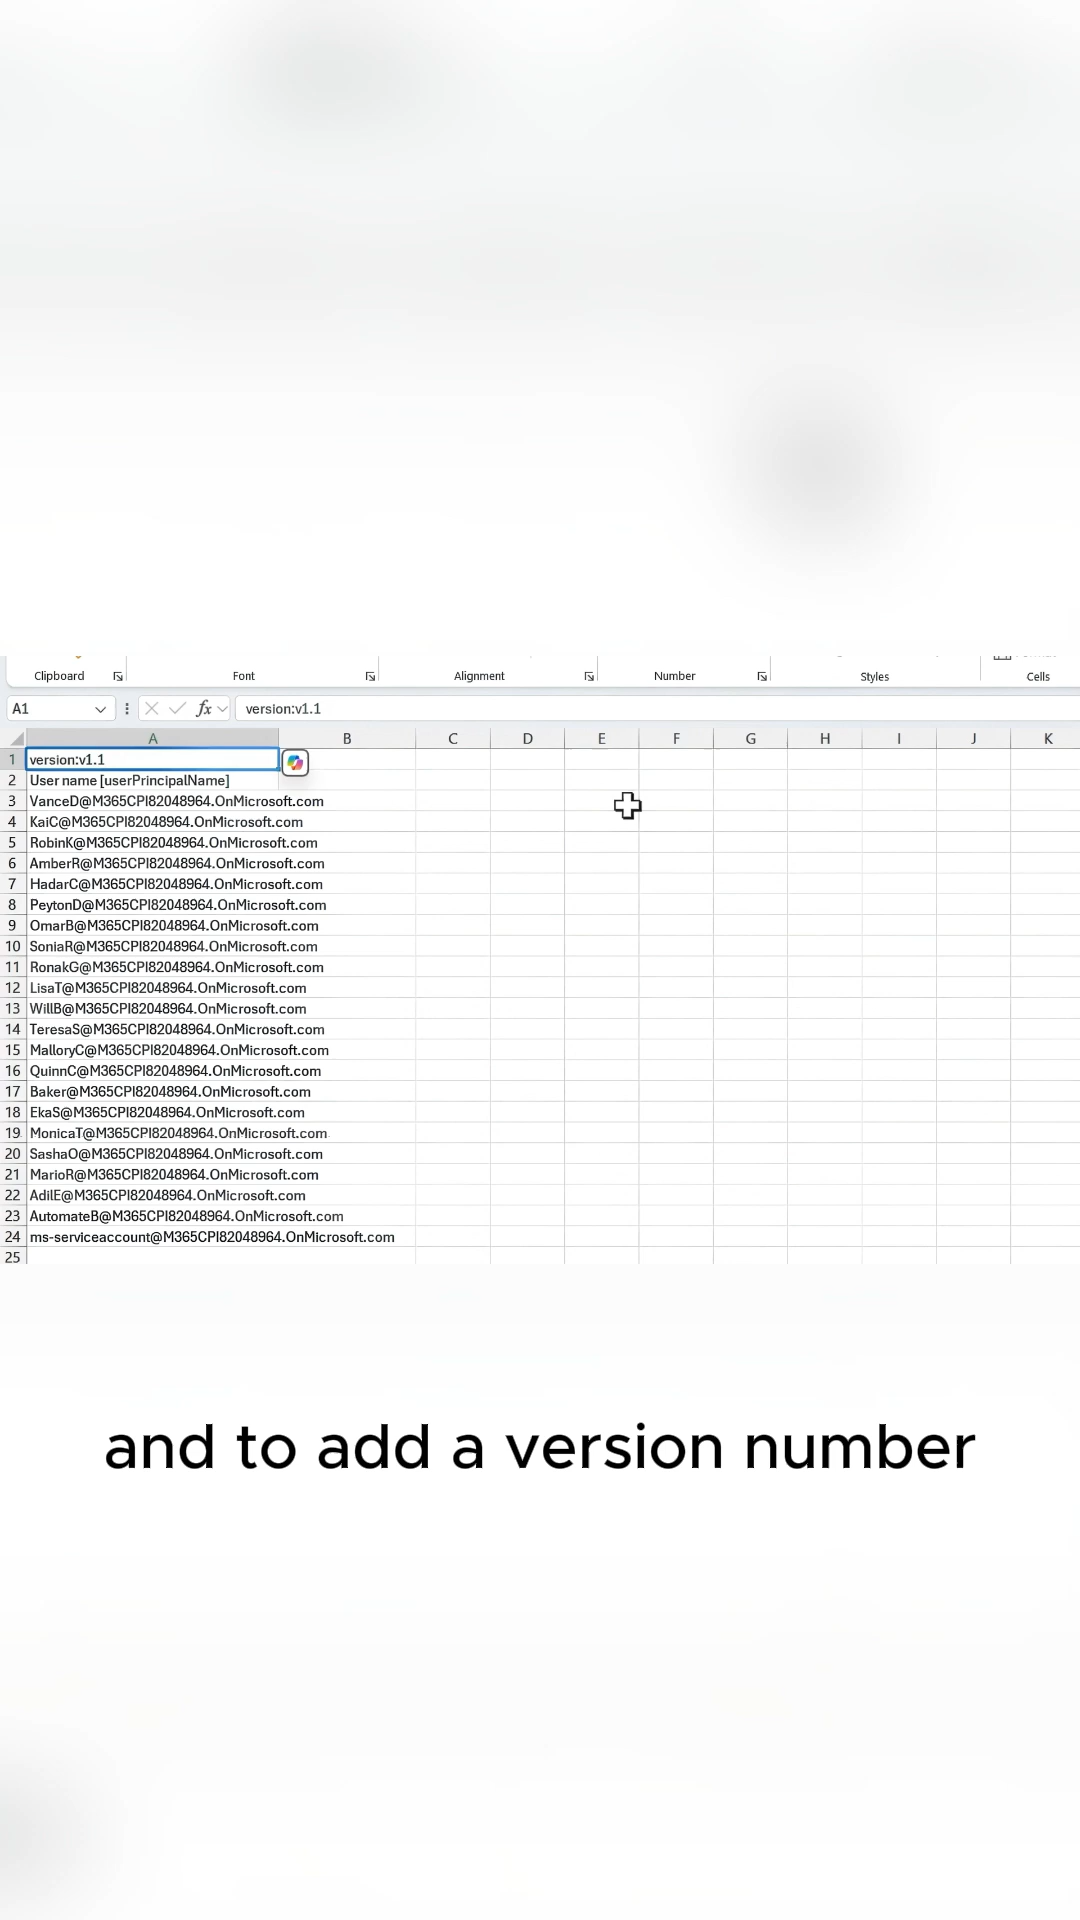 Clipboard Font Alignment Number Styles Cells
A1 fx version:v1.1
A B C D E F G H I J K
1 version:v1.1
2 User name [userPrincipalName]
3 VanceD@M365CPI82048964.OnMicrosoft.com
4 KaiC@M365CPI82048964.OnMicrosoft.com
5 RobinK@M365CPI82048964.OnMicrosoft.com
6 AmberR@M365CPI82048964.OnMicrosoft.com
7 HadarC@M365CPI82048964.OnMicrosoft.com
8 PeytonD@M365CPI82048964.OnMicrosoft.com
9 OmarB@M365CPI82048964.OnMicrosoft.com
10 SoniaR@M365CPI82048964.OnMicrosoft.com
11 RonakG@M365CPI82048964.OnMicrosoft.com
12 LisaT@M365CPI82048964.OnMicrosoft.com
13 WillB@M365CPI82048964.OnMicrosoft.com
14 TeresaS@M365CPI82048964.OnMicrosoft.com
15 MalloryC@M365CPI82048964.OnMicrosoft.com
16 QuinnC@M365CPI82048964.OnMicrosoft.com
17 Baker@M365CPI82048964.OnMicrosoft.com
18 EkaS@M365CPI82048964.OnMicrosoft.com
19 MonicaT@M365CPI82048964.OnMicrosoft.com
20 SashaO@M365CPI82048964.OnMicrosoft.com
21 MarioR@M365CPI82048964.OnMicrosoft.com
22 AdilE@M365CPI82048964.OnMicrosoft.com
23 AutomateB@M365CPI82048964.OnMicrosoft.com
24 ms-serviceaccount@M365CPI82048964.OnMicrosoft.com
25
and to add a version number